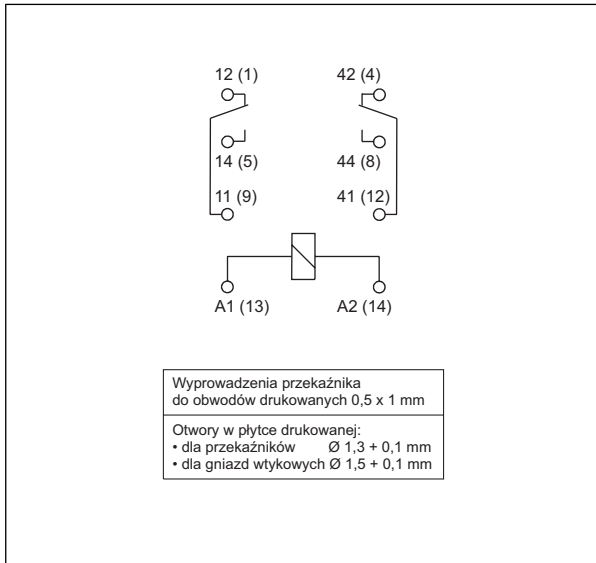 12 (1) 42 (4)
14 (5) 44 (8)
11 (9) 41 (12)
A1 (13) A2 (14)
Wyprowadzenia przekaźnika
do obwodów drukowanych 0,5 x 1 mm
Otwory w płytce drukowanej:
• dla przekaźników Ø 1,3 + 0,1 mm
• dla gniazd wtykowych Ø 1,5 + 0,1 mm